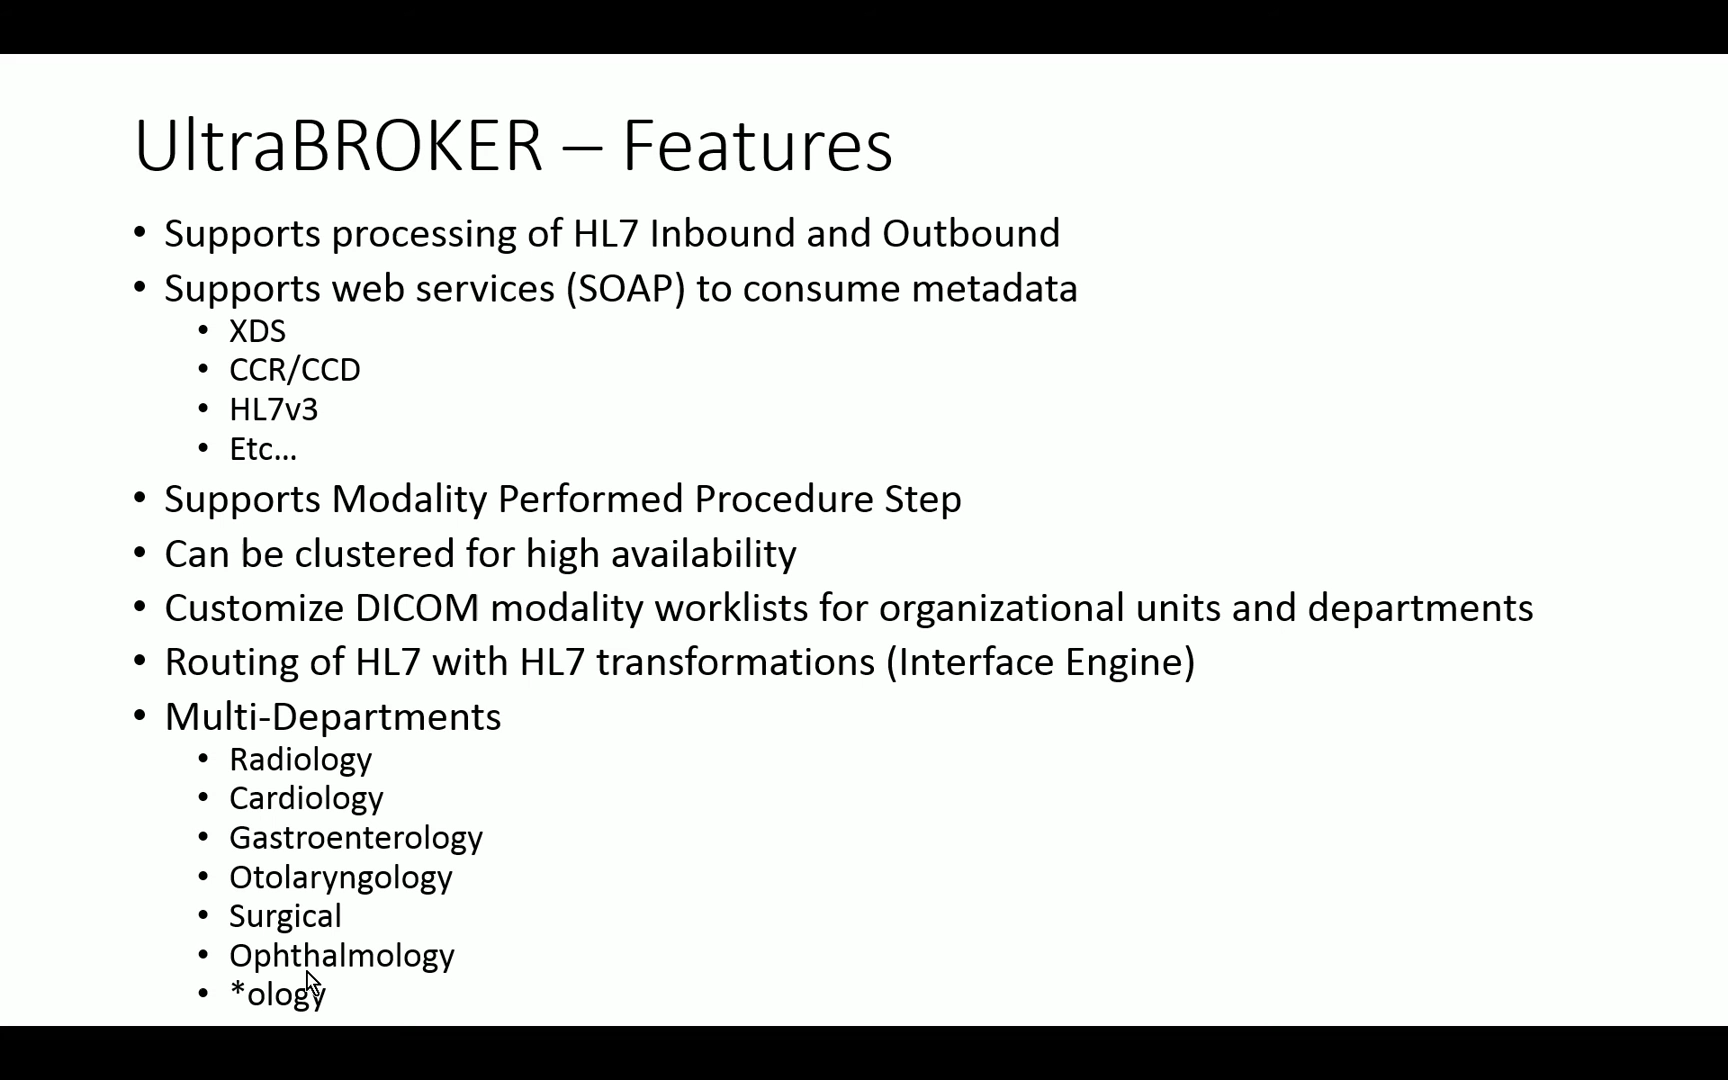 UltraBROKER – Features
• Supports processing of HL7 Inbound and Outbound
• Supports web services (SOAP) to consume metadata
• XDS
• CCR/CCD
• HL7v3
• Etc...
• Supports Modality Performed Procedure Step
• Can be clustered for high availability
• Customize DICOM modality worklists for organizational units and departments
• Routing of HL7 with HL7 transformations (Interface Engine)
• Multi-Departments
• Radiology
• Cardiology
• Gastroenterology
• Otolaryngology
• Surgical
• Ophthalmology
• *ology